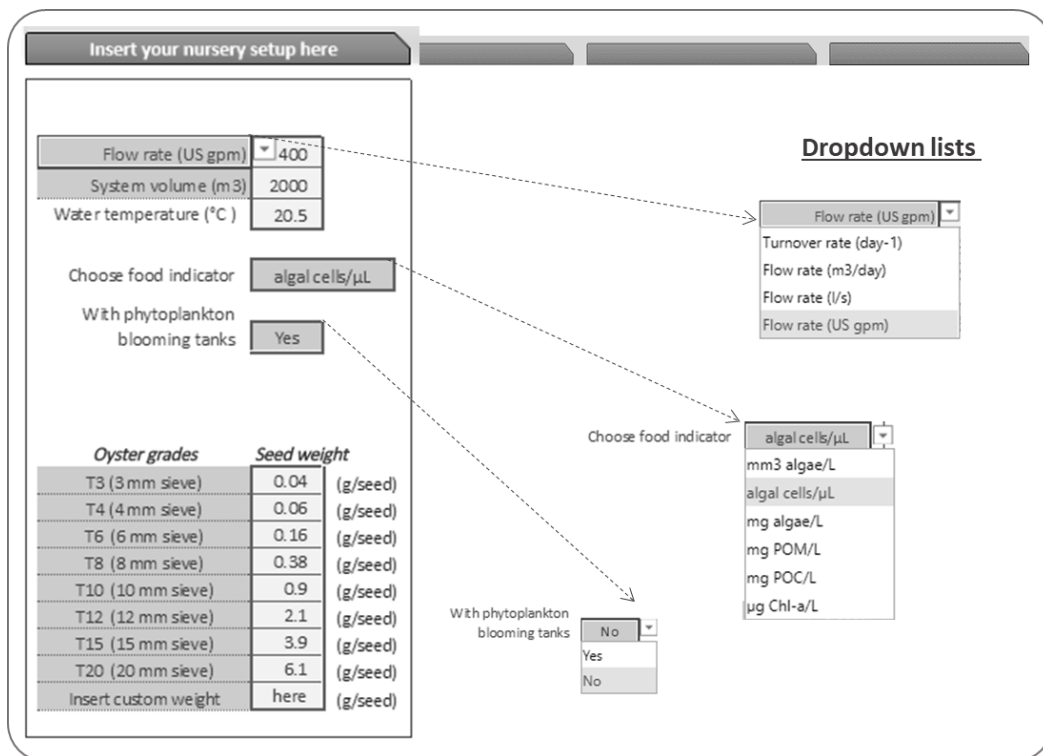 Insert your nursery setup here
Flow rate (US gpm) 400
System volume (m3) 2000
Water temperature (°C ) 20.5
Choose food indicator algal cells/µL
With phytoplankton
blooming tanks Yes
Oyster grades Seed weight
T3 (3 mm sieve) 0.04 (g/seed)
T4 (4 mm sieve) 0.06 (g/seed)
T6 (6 mm sieve) 0.16 (g/seed)
T8 (8 mm sieve) 0.38 (g/seed)
T10 (10 mm sieve) 0.9 (g/seed)
T12 (12 mm sieve) 2.1 (g/seed)
T15 (15 mm sieve) 3.9 (g/seed)
T20 (20 mm sieve) 6.1 (g/seed)
Insert custom weight here (g/seed)
Dropdown lists
Flow rate (US gpm)
Turnover rate (day-1)
Flow rate (m3/day)
Flow rate (l/s)
Flow rate (US gpm)
Choose food indicator algal cells/µL
mm3 algae/L
algal cells/µL
mg algae/L
mg POM/L
mg POC/L
µg Chl-a/L
With phytoplankton
blooming tanks No
Yes
No